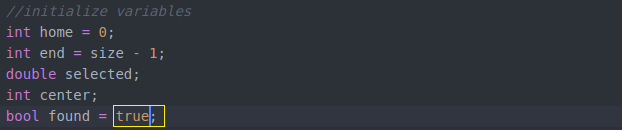 //initialize variables
int home = 0;
int end = size - 1;
double selected;
int center;
bool found = true;